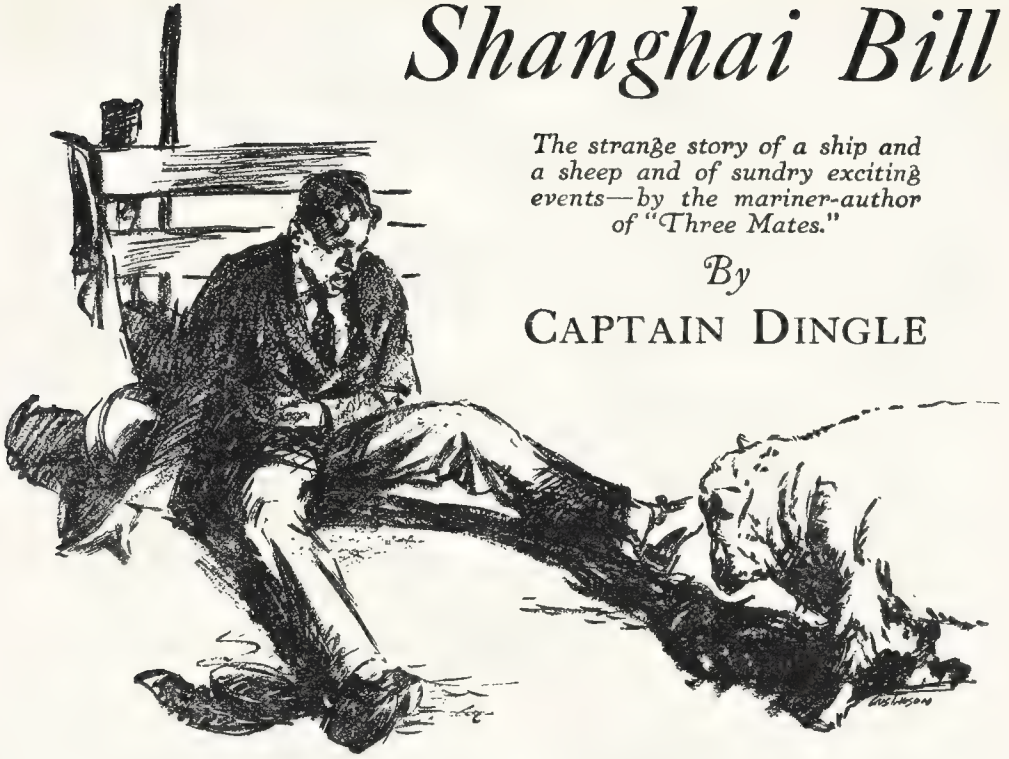 Shanghai Bill
The strange story of a ship and
a sheep and of sundry exciting
events—by the mariner-author
of "Three Mates."
By
CAPTAIN DINGLE